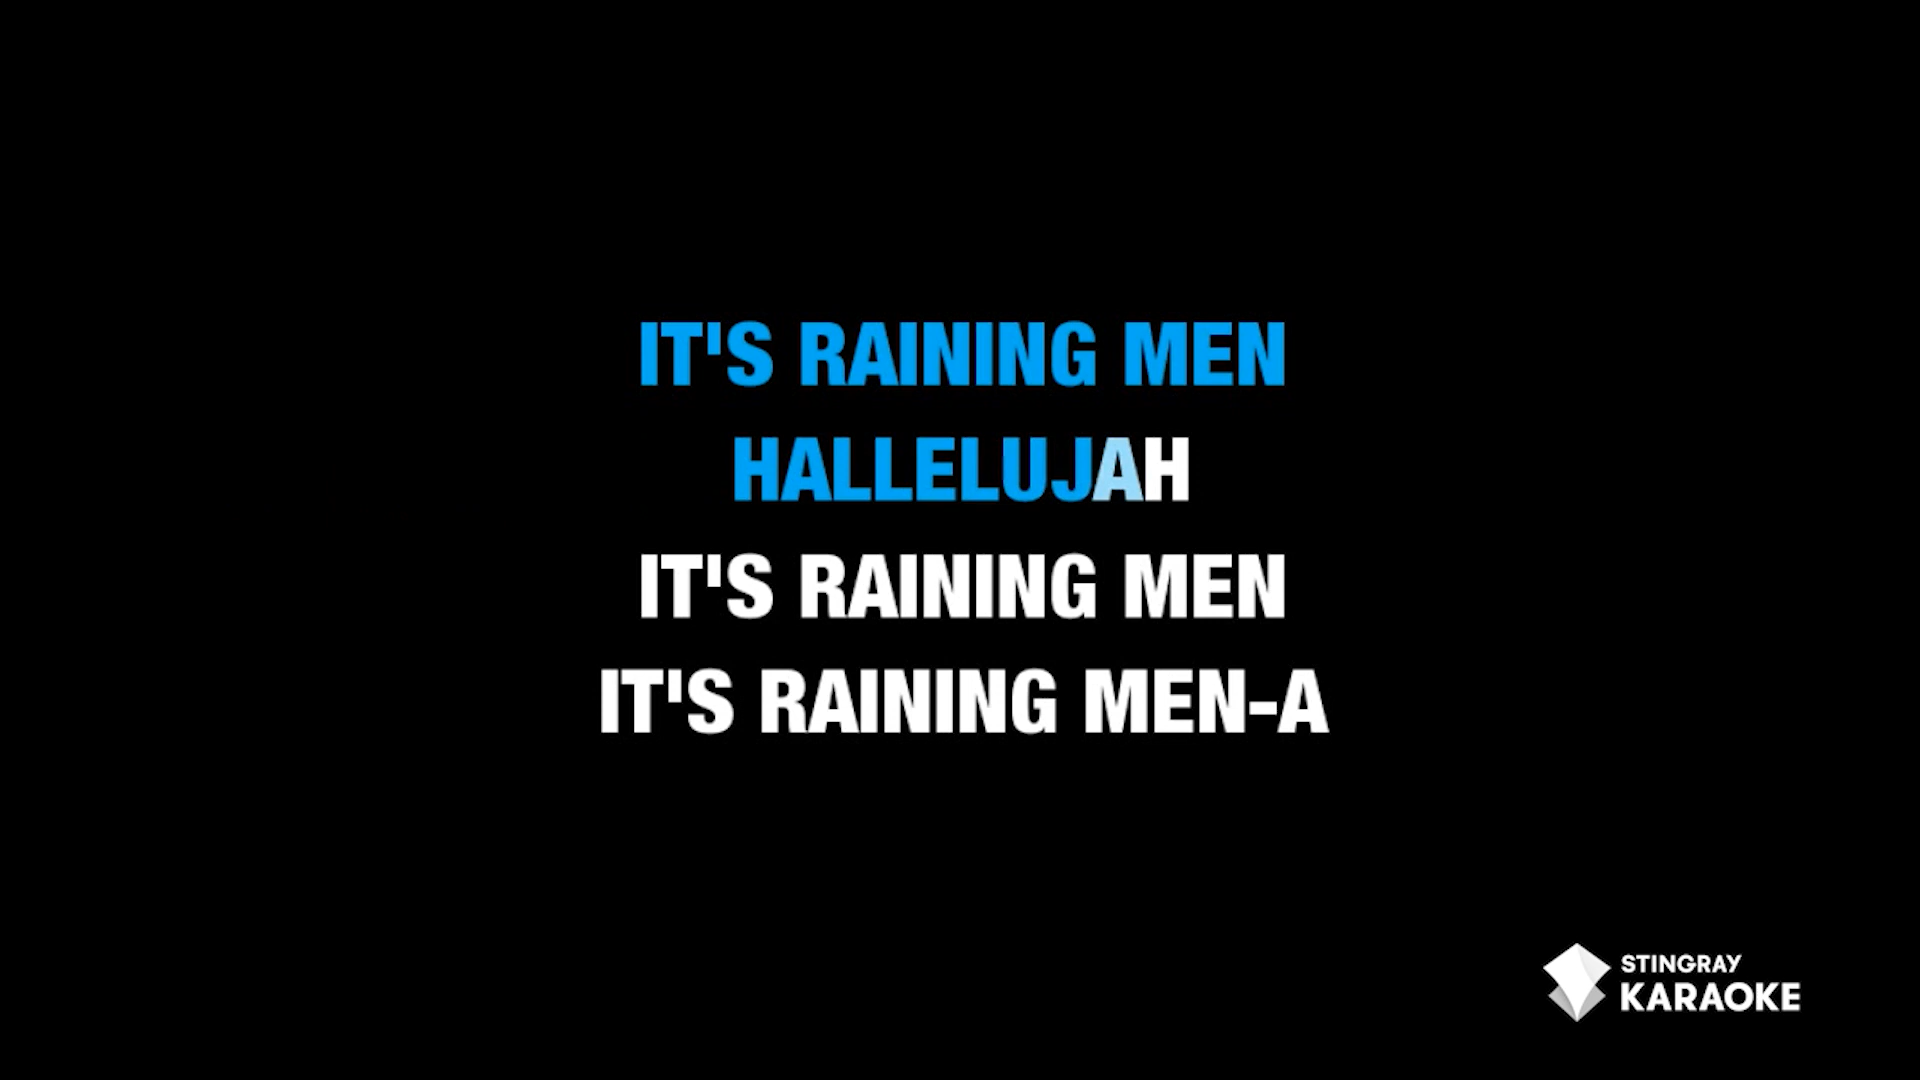 IT'S RAINING MEN
HALLELUJAH
IT'S RAINING MEN
IT'S RAINING MEN-A
STINGRAY
KARAOKE